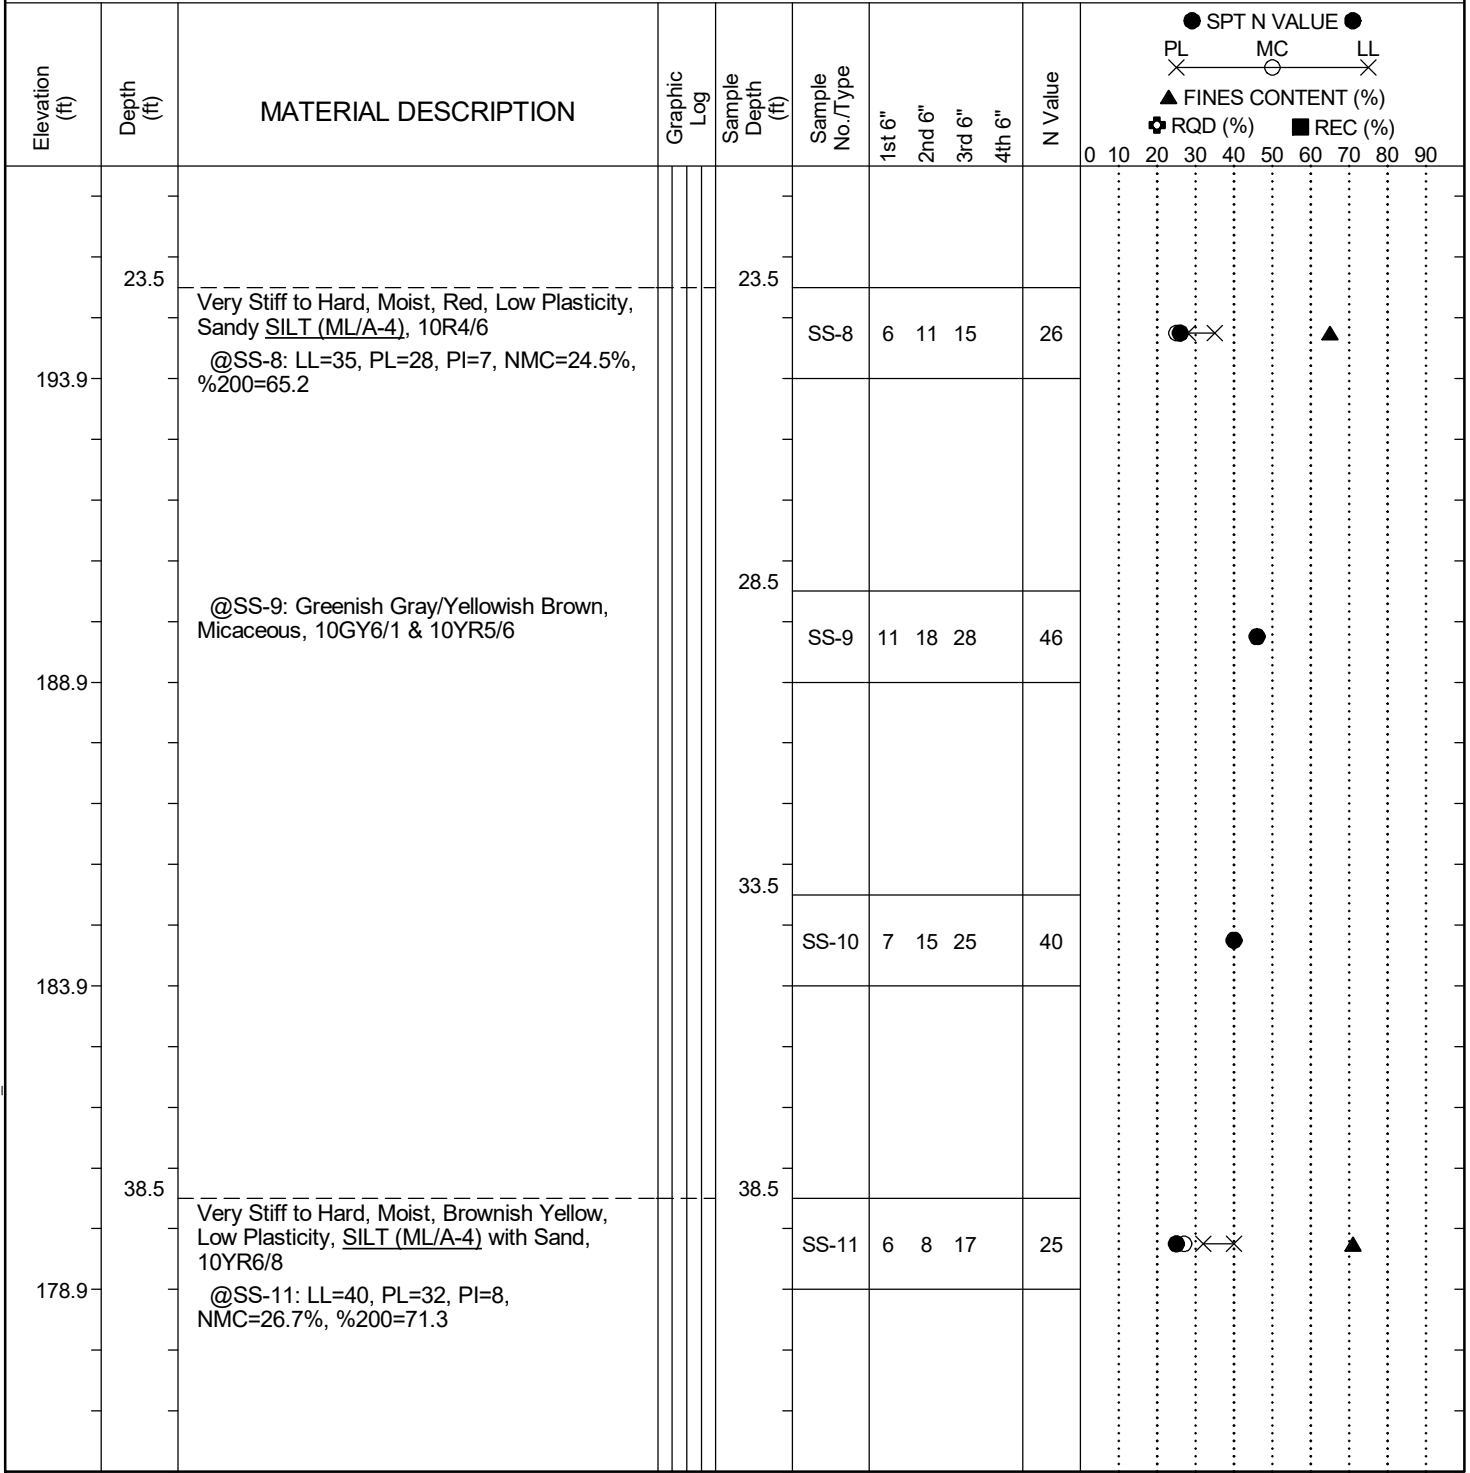 Elevation
(ft)
Depth
(ft)
MATERIAL DESCRIPTION
Graphic
Log
Sample
Depth
(ft)
Sample
No./Type
1st 6"
2nd 6"
3rd 6"
4th 6"
N Value
SPT N VALUE
PL MC LL
FINES CONTENT (%)
RQD (%) REC (%)
0 10 20 30 40 50 60 70 80 90
23.5 23.5
Very Stiff to Hard, Moist, Red, Low Plasticity,
Sandy SILT (ML/A-4), 10R4/6
SS-8 6 11 15 26
@SS-8: LL=35, PL=28, PI=7, NMC=24.5%,
%200=65.2
193.9
28.5
@SS-9: Greenish Gray/Yellowish Brown,
Micaceous, 10GY6/1 & 10YR5/6
SS-9 11 18 28 46
188.9
33.5
SS-10 7 15 25 40
183.9
38.5 38.5
Very Stiff to Hard, Moist, Brownish Yellow,
Low Plasticity, SILT (ML/A-4) with Sand,
10YR6/8
SS-11 6 8 17 25
178.9
@SS-11: LL=40, PL=32, PI=8,
NMC=26.7%, %200=71.3